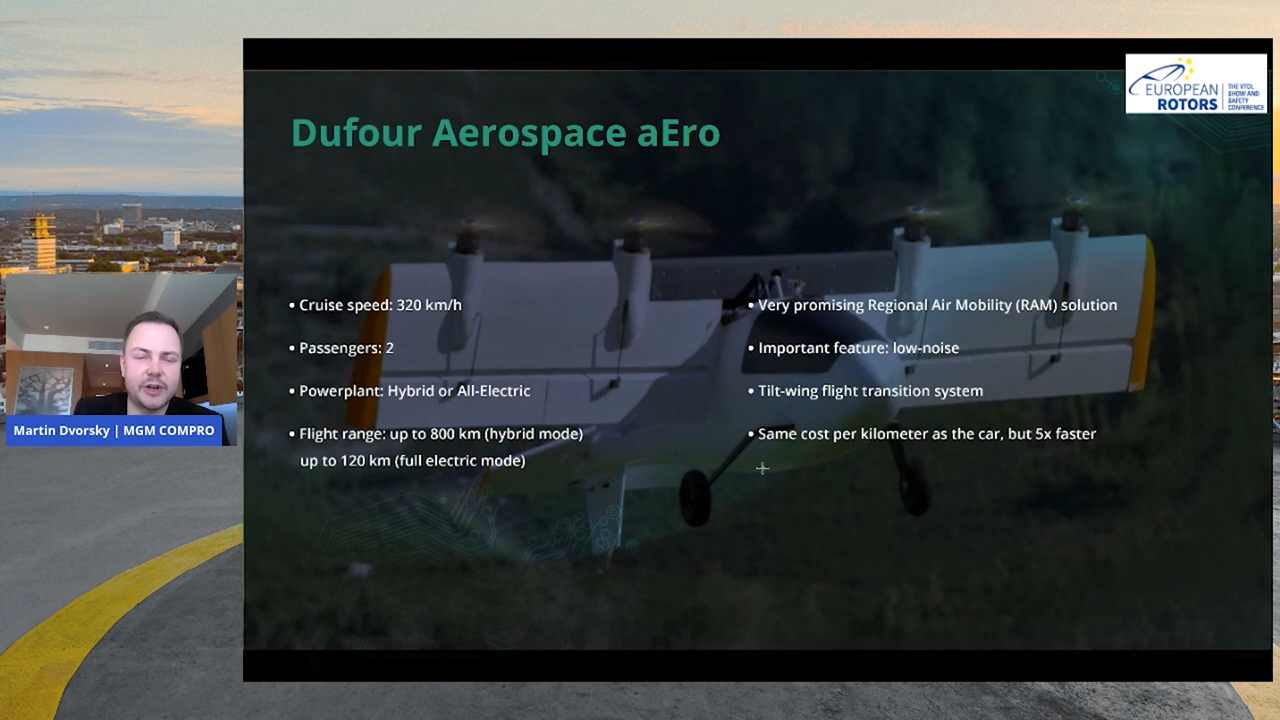 EUROPEAN
ROTORS
THE VTOL
SHOW AND
SAFETY
CONFERENCE
Dufour Aerospace aEro
• Cruise speed: 320 km/h
• Passengers: 2
• Powerplant: Hybrid or All-Electric
• Flight range: up to 800 km (hybrid mode)
up to 120 km (full electric mode)
• Very promising Regional Air Mobility (RAM) solution
• Important feature: low-noise
• Tilt-wing flight transition system
• Same cost per kilometer as the car, but 5x faster
Martin Dvorsky | MGM COMPRO